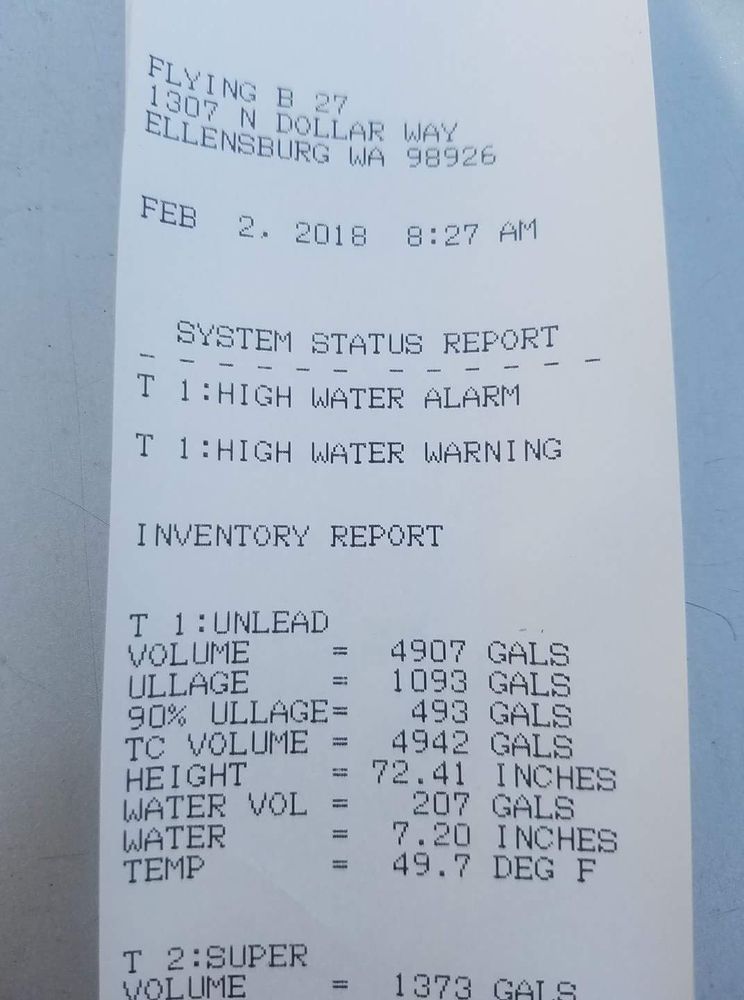 FLYING B 27
1307 N DOLLAR WAY
ELLENSBURG WA 98926
FEB 2, 2018 8:27 AM
SYSTEM STATUS REPORT
- - - - - - - - - - - -
T 1:HIGH WATER ALARM
T 1:HIGH WATER WARNING
INVENTORY REPORT
T 1:UNLEAD
VOLUME = 4907 GALS
ULLAGE = 1093 GALS
90% ULLAGE= 493 GALS
TC VOLUME = 4942 GALS
HEIGHT = 72.41 INCHES
WATER VOL = 207 GALS
WATER = 7.20 INCHES
TEMP = 49.7 DEG F
T 2:SUPER
VOLUME = 1373 GALS